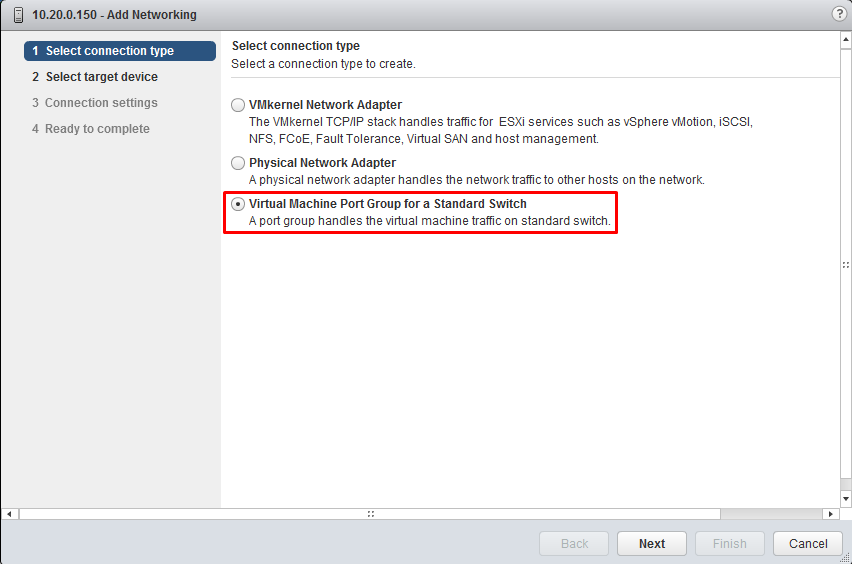 10.20.0.150 - Add Networking
?
1 Select connection type
2 Select target device
3 Connection settings
4 Ready to complete
Select connection type
Select a connection type to create.
VMkernel Network Adapter
The VMkernel TCP/IP stack handles traffic for ESXi services such as vSphere vMotion, iSCSI,
NFS, FCoE, Fault Tolerance, Virtual SAN and host management.
Physical Network Adapter
A physical network adapter handles the network traffic to other hosts on the network.
Virtual Machine Port Group for a Standard Switch
A port group handles the virtual machine traffic on standard switch.
Back
Next
Finish
Cancel